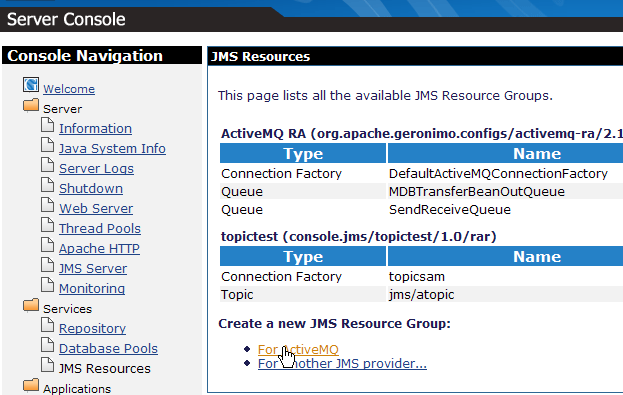 Server Console
Console Navigation
Welcome
Server
Information
Java System Info
Server Logs
Shutdown
Web Server
Thread Pools
Apache HTTP
JMS Server
Monitoring
Services
Repository
Database Pools
JMS Resources
Applications
JMS Resources
This page lists all the available JMS Resource Groups.
ActiveMQ RA (org.apache.geronimo.configs/activemq-ra/2.1
Type Name
Connection Factory DefaultActiveMQConnectionFactory
Queue MDBTransferBeanOutQueue
Queue SendReceiveQueue
topictest (console.jms/topictest/1.0/rar)
Type Name
Connection Factory topicsam
Topic jms/atopic
Create a new JMS Resource Group:
For ActiveMQ
For another JMS provider...